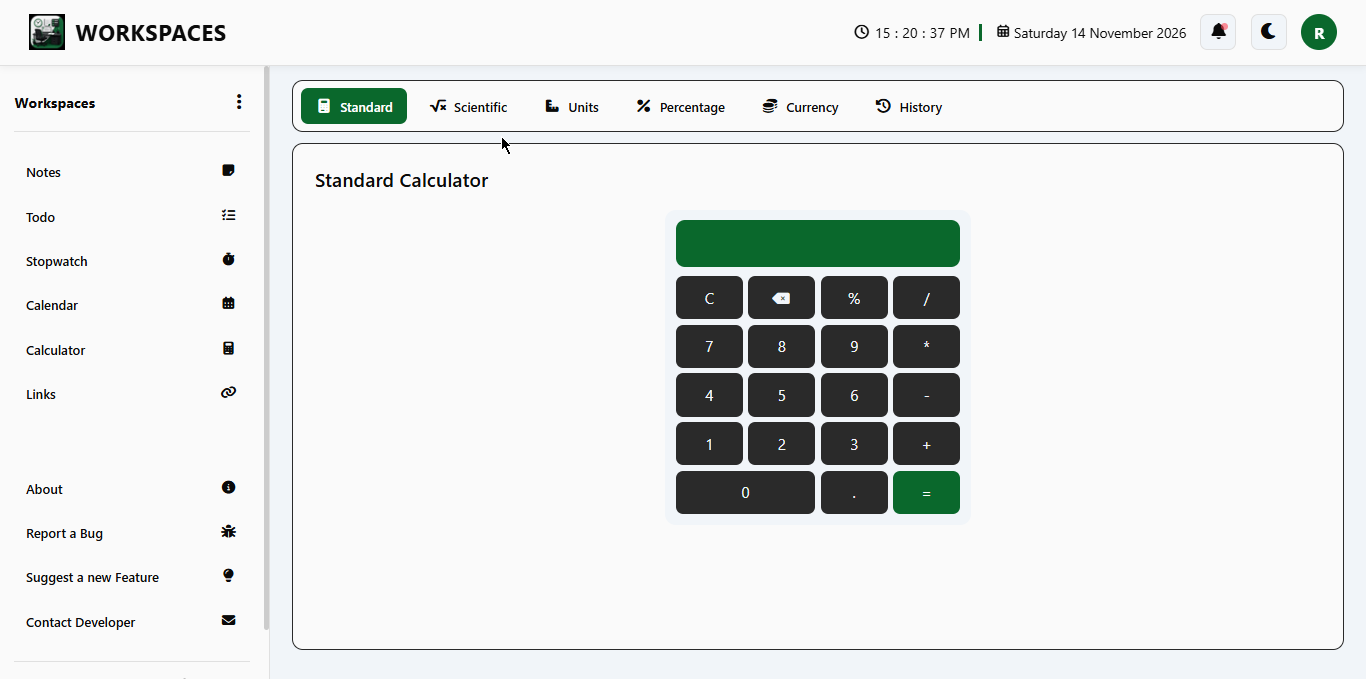 WORKSPACES
15 : 20 : 37 PM
Saturday 14 November 2026
R
Workspaces
Notes
Todo
Stopwatch
Calendar
Calculator
Links
About
Report a Bug
Suggest a new Feature
Contact Developer
Standard Scientific Units Percentage Currency History
Standard Calculator
C % /
7 8 9 *
4 5 6 -
1 2 3 +
0 . =